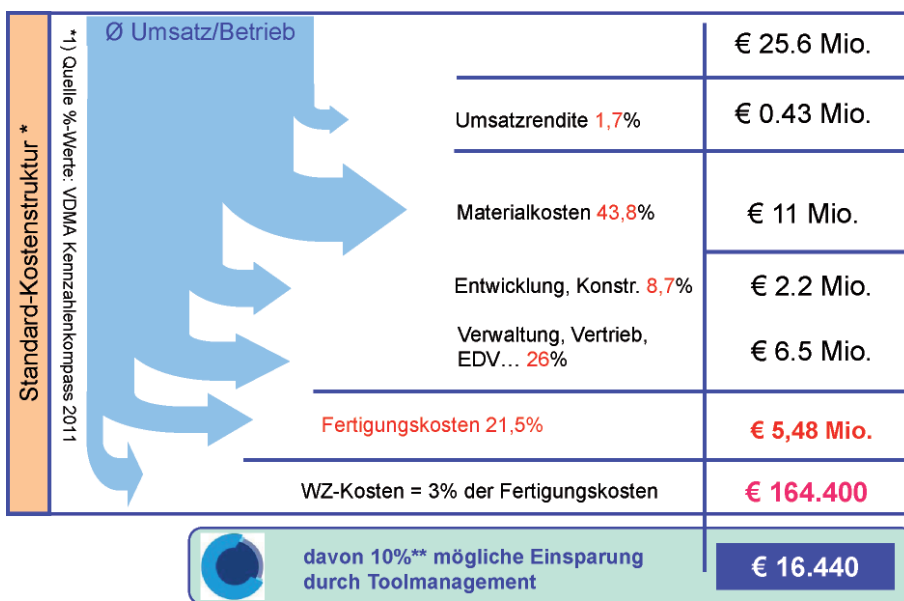 Standard-Kostenstruktur *
*1) Quelle %-Werte: VDMA Kennzahlenkompass 2011
Ø Umsatz/Betrieb
€ 25.6 Mio.
Umsatzrendite 1,7%
€ 0.43 Mio.
Materialkosten 43,8%
€ 11 Mio.
Entwicklung, Konstr. 8,7%
€ 2.2 Mio.
Verwaltung, Vertrieb,
EDV... 26%
€ 6.5 Mio.
Fertigungskosten 21,5%
€ 5,48 Mio.
WZ-Kosten = 3% der Fertigungskosten
€ 164.400
davon 10%** mögliche Einsparung
durch Toolmanagement
€ 16.440